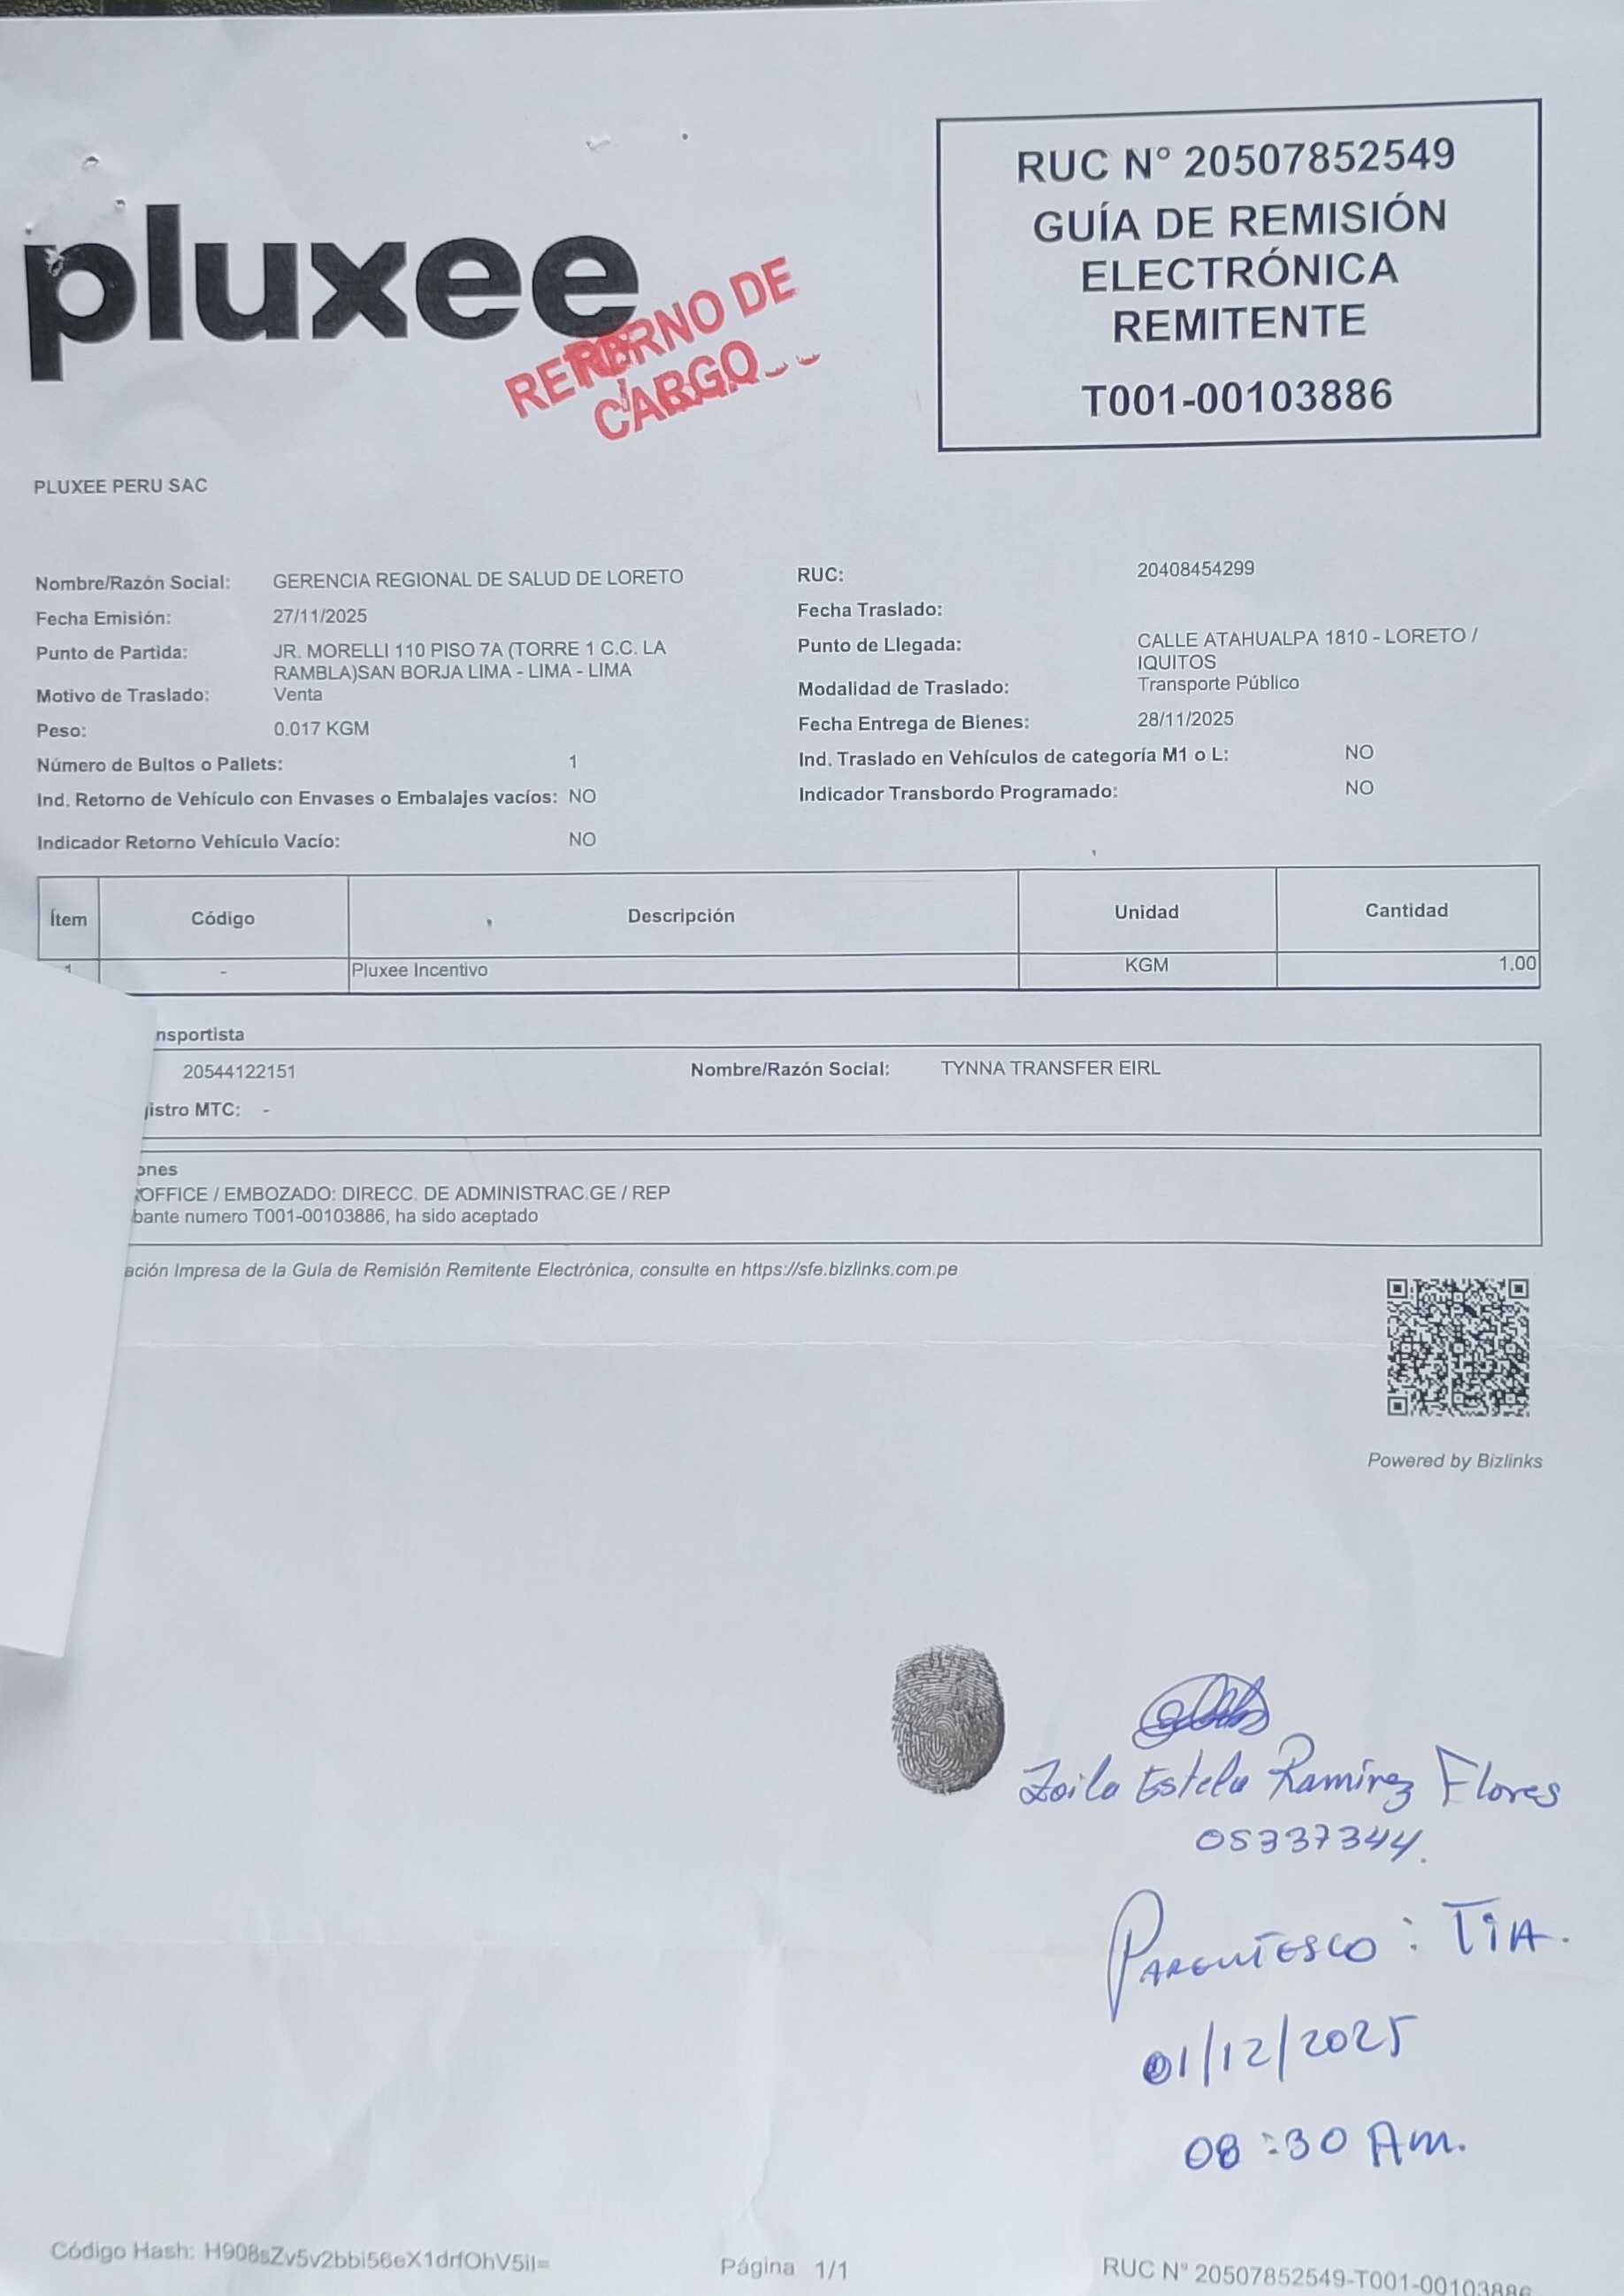 pluxee
RETORNO DE
CARGO
RUC N° 20507852549
GUÍA DE REMISIÓN
ELECTRÓNICA
REMITENTE
T001-00103886
PLUXEE PERU SAC
Nombre/Razón Social: GERENCIA REGIONAL DE SALUD DE LORETO
RUC: 20408454299
Fecha Emisión: 27/11/2025
Fecha Traslado:
Punto de Partida: JR. MORELLI 110 PISO 7A (TORRE 1 C.C. LA
RAMBLA)SAN BORJA LIMA - LIMA - LIMA
Punto de Llegada: CALLE ATAHUALPA 1810 - LORETO /
IQUITOS
Motivo de Traslado: Venta
Modalidad de Traslado: Transporte Público
Peso: 0.017 KGM
Fecha Entrega de Bienes: 28/11/2025
Número de Bultos o Pallets: 1
Ind. Traslado en Vehículos de categoría M1 o L: NO
Ind. Retorno de Vehículo con Envases o Embalajes vacíos: NO
Indicador Transbordo Programado: NO
Indicador Retorno Vehículo Vacío: NO
Ítem Código Descripción Unidad Cantidad
1 - Pluxee Incentivo KGM 1.00
nsportista
20544122151 Nombre/Razón Social: TYNNA TRANSFER EIRL
istro MTC: -
ones
OFFICE / EMBOZADO: DIRECC. DE ADMINISTRAC.GE / REP
bante numero T001-00103886, ha sido aceptado
ación Impresa de la Guía de Remisión Remitente Electrónica, consulte en https://sfe.bizlinks.com.pe
Powered by Bizlinks
Zoila Estela Ramírez Flores
05337344.
PARENTESCO : TíA.
01/12/2025
08:30 Am.
Código Hash: H908sZv5v2bbi56eX1drfOhV5iI=
Página 1/1
RUC N° 20507852549-T001-00103886